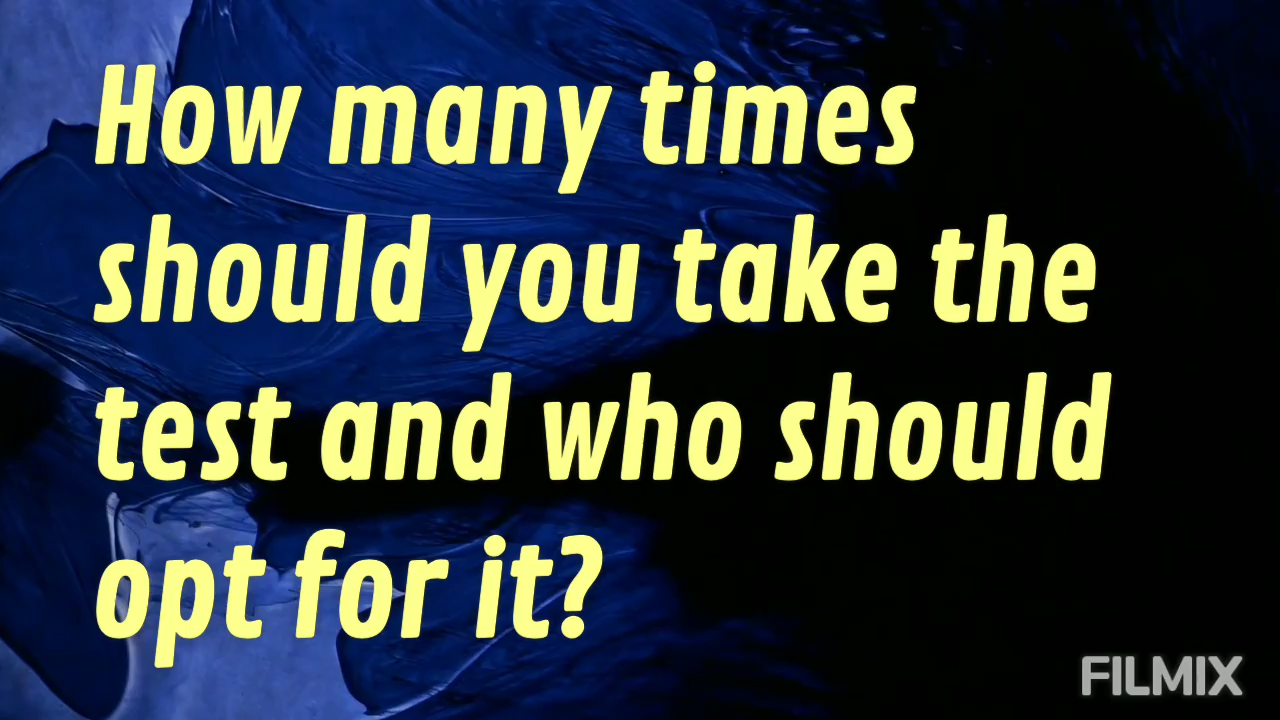 How many times
should you take the
test and who should
opt for it?
FILMIX